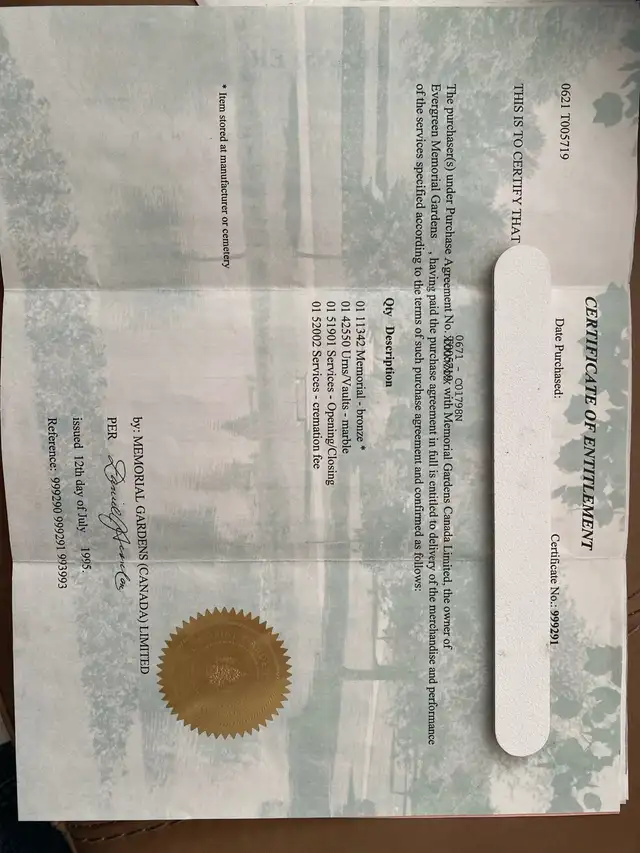 CERTIFICATE OF ENTITLEMENT
0621 T005719
Date Purchased:
Certificate No.: 999291
THIS IS TO CERTIFY THAT
0671 - C01798N
The purchaser(s) under Purchase Agreement No. with Memorial Gardens Canada Limited, the owner of
Evergreen Memorial Gardens , having paid the purchase agreement in full is entitled to delivery of the merchandise and performance
of the services specified according to the terms of such purchase agreement and confirmed as follows:
Qty Description
01 11342 Memorial - bronze *
01 42550 Urns/Vaults - marble
01 51901 Services - Opening/Closing
01 52002 Services - cremation fee
* Item stored at manufacturer or cemetery
by: MEMORIAL GARDENS (CANADA) LIMITED
PER
issued 12th day of July 1995.
Reference: 999290 999291 993993